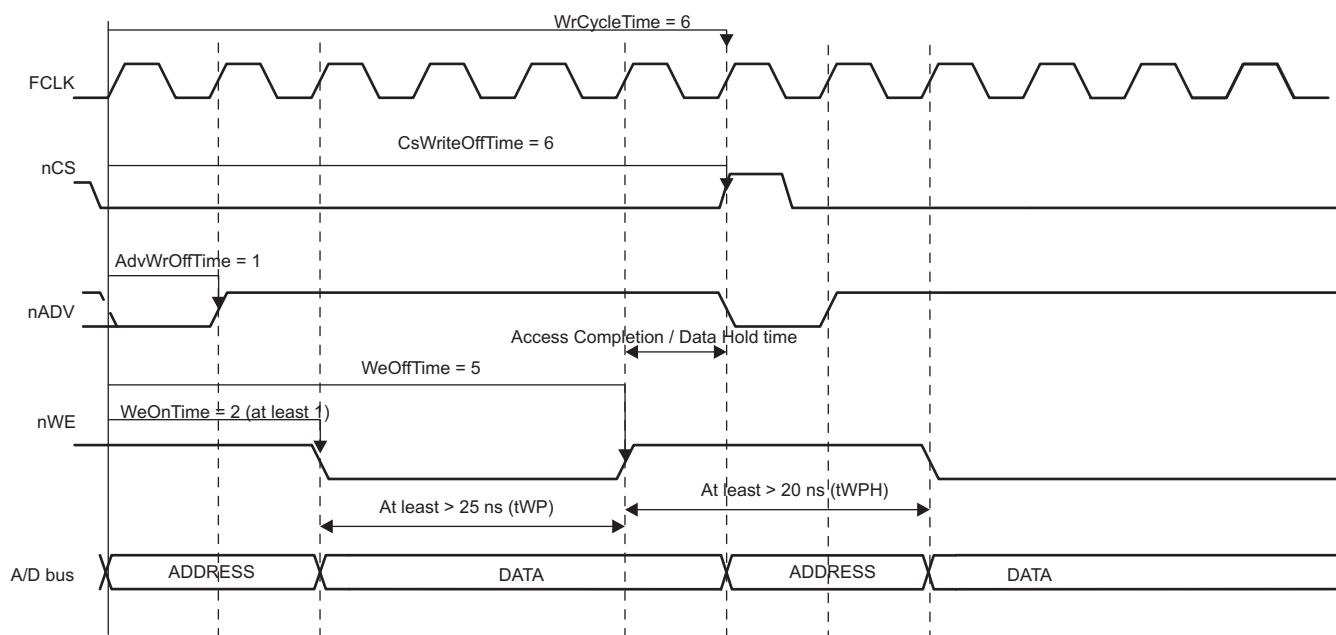 WrCycleTime = 6
FCLK
CsWriteOffTime = 6
nCS
AdvWrOffTime = 1
nADV
Access Completion / Data Hold time
WeOffTime = 5
WeOnTime = 2 (at least 1)
nWE
At least > 20 ns (tWPH)
At least > 25 ns (tWP)
A/D bus ADDRESS DATA ADDRESS DATA